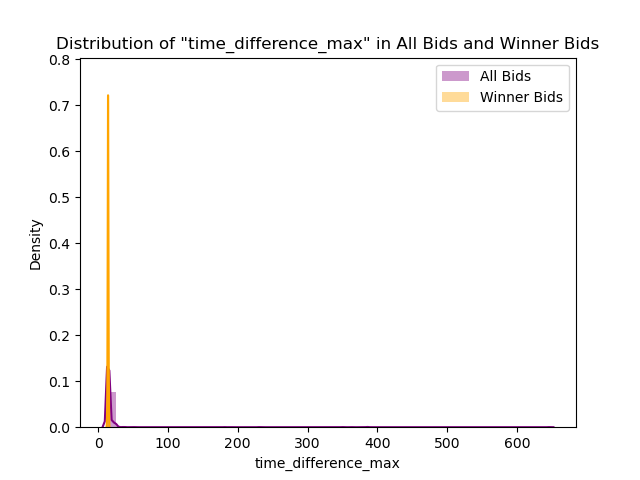 Distribution of "time_difference_max" in All Bids and Winner Bids
0.8
0.7
0.6
0.5
0.4
0.3
0.2
0.1
0.0
Density
All Bids
Winner Bids
0 100 200 300 400 500 600
time_difference_max